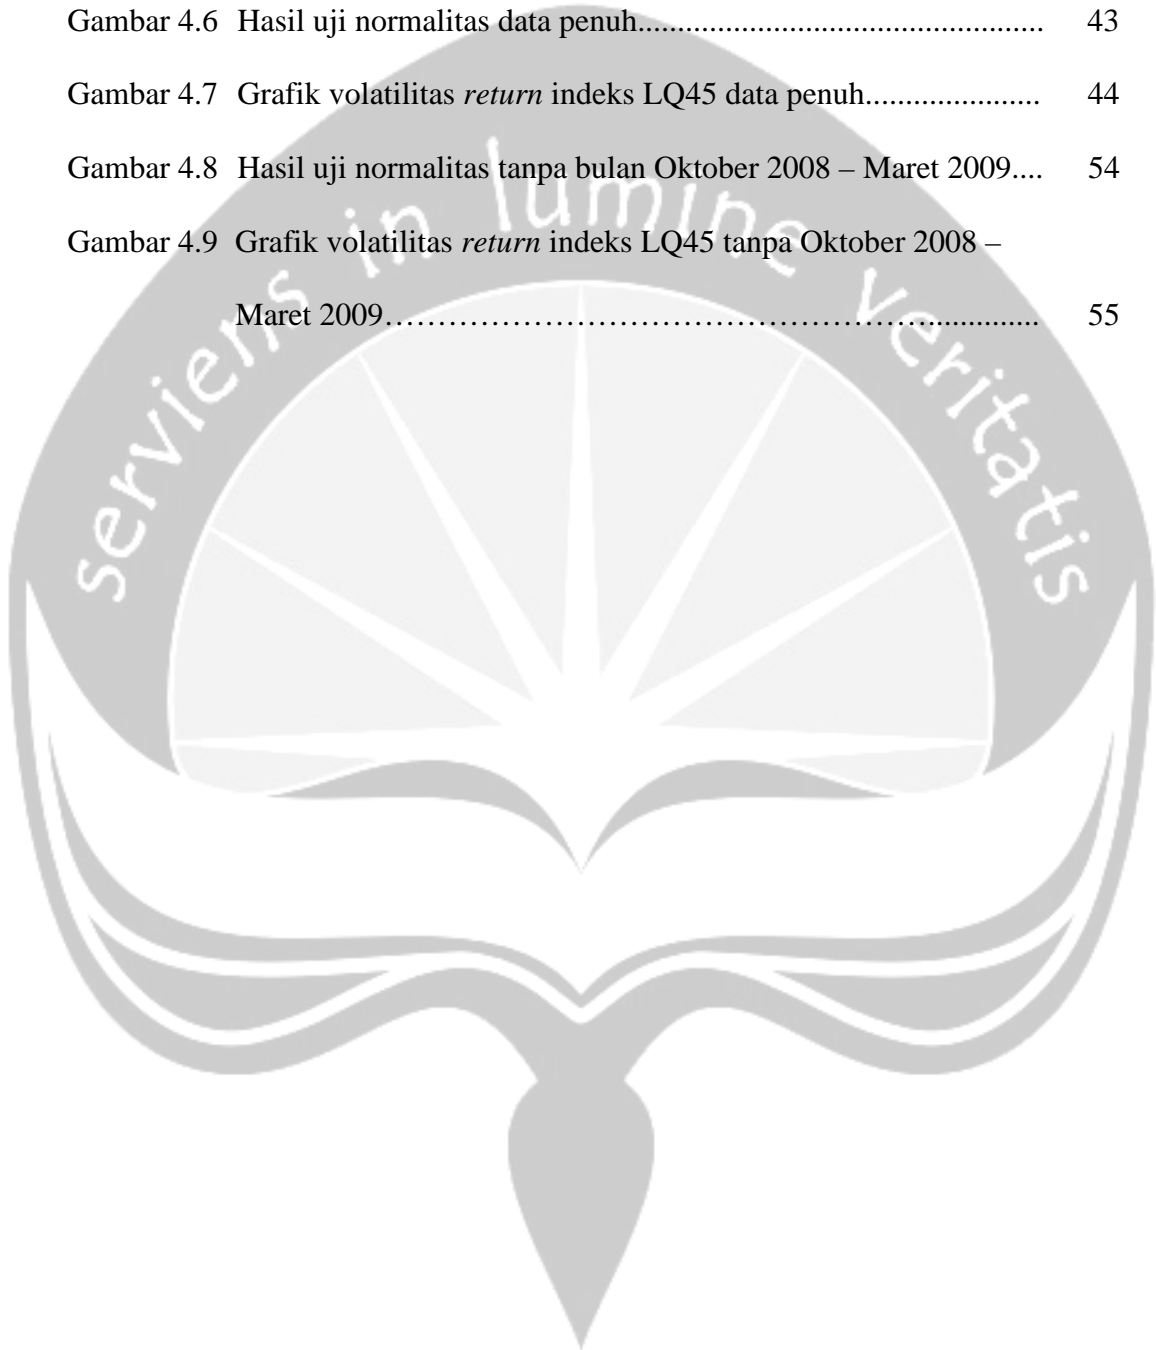 Gambar 4.6 Hasil uji normalitas data penuh.................................................. 43
Gambar 4.7 Grafik volatilitas return indeks LQ45 data penuh...................... 44
Gambar 4.8 Hasil uji normalitas tanpa bulan Oktober 2008 – Maret 2009.... 54
Gambar 4.9 Grafik volatilitas return indeks LQ45 tanpa Oktober 2008 –
Maret 2009…………………………………………………….............. 55
serviens in lumine veritatis